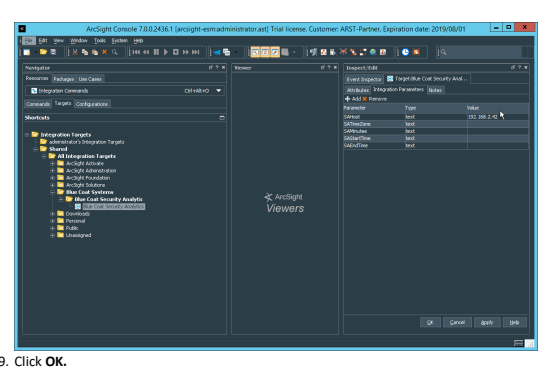 ArcSight Console 7.0.0.2436.1 [arcsight-esm:administrator.ast] Trial license. Customer: ARST-Partner, Expiration date: 2019/08/01
File Edit View Window Tools System Help
Navigator
Viewer
Inspect/Edit
Resources Packages Use Cases
Event Inspector Target:Blue Coat Security Anal...
Integration Commands Ctrl+Alt+O
Attributes Integration Parameters Notes
Add Remove
Commands Targets Configurations
Parameter Type Value
Shortcuts
SAHost text 192.168.2.42
SATimeZone text
SAMinutes text
SAStartTime text
SAEndTime text
Integration Targets
administrator's Integration Targets
Shared
All Integration Targets
ArcSight Activate
ArcSight Administration
ArcSight Foundation
ArcSight Solutions
Blue Coat Systems
Blue Coat Security Analytic
Blue Coat Security Analytics
Downloads
Personal
Public
Unassigned
ArcSight
Viewers
OK Cancel Apply Help
9. Click OK.